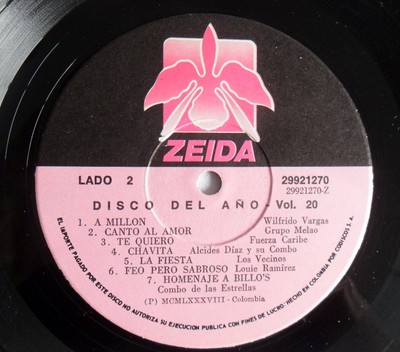 ZEIDA
LADO 2
29921270
29921270-Z
DISCO DEL AÑO - Vol. 20
1. A MILLON Wilfrido Vargas
2. CANTO AL AMOR Grupo Melao
3. TE QUIERO Fuerza Caribe
4. CHAVITA Alcides Díaz y su Combo
5. LA FIESTA Los Vecinos
6. FEO PERO SABROSO Louie Ramírez
7. HOMENAJE A BILLO'S
Combo de las Estrellas
(P) MCMLXXXVIII - Colombia
EL IMPORTE PAGADO POR ESTE DISCO NO AUTORIZA SU EJECUCION PUBLICA CON FINES DE LUCRO. HECHO EN COLOMBIA POR CODISCOS S. A.